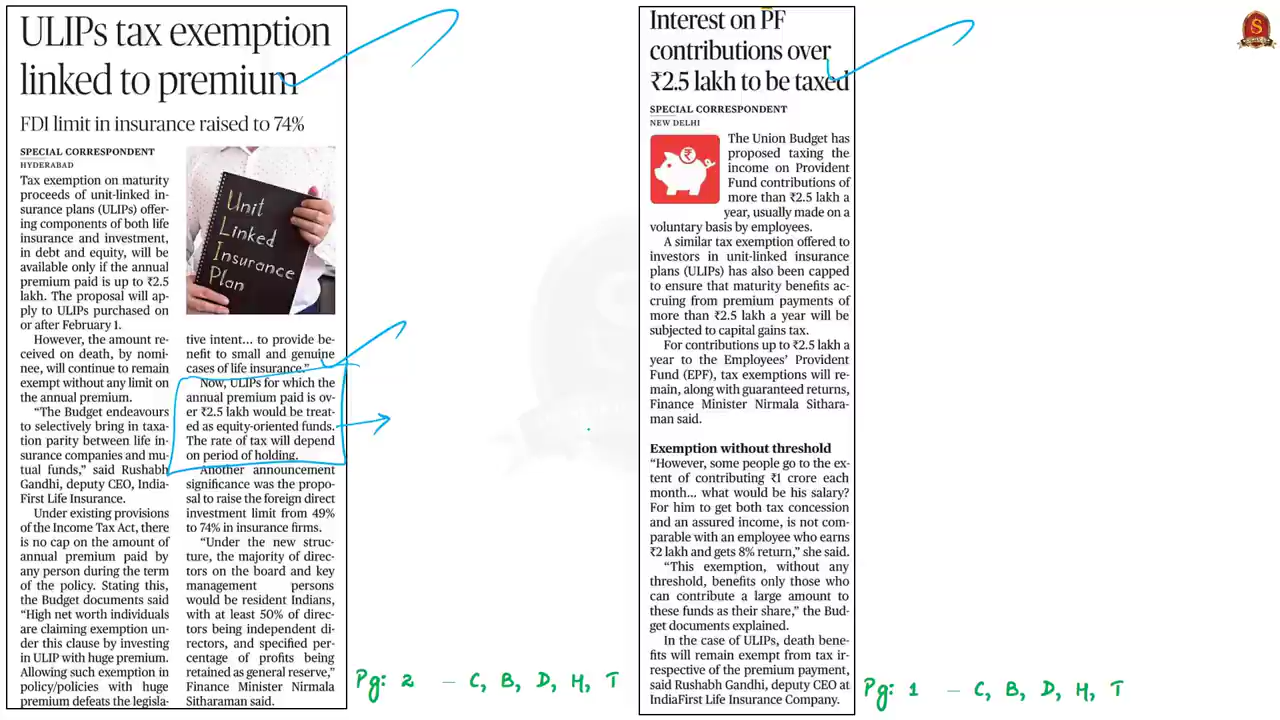 ULIPs tax exemption
linked to premium
FDI limit in insurance raised to 74%
SPECIAL CORRESPONDENT
HYDERABAD
Tax exemption on maturity
proceeds of unit-linked in-
surance plans (ULIPs) offer-
ing components of both life
insurance and investment,
in debt and equity, will be
available only if the annual
premium paid is up to ₹2.5
lakh. The proposal will ap-
ply to ULIPs purchased on
or after February 1.
However, the amount re-
ceived on death, by nomi-
nee, will continue to remain
exempt without any limit on
the annual premium.
“The Budget endeavours
to selectively bring in taxa-
tion parity between life in-
surance companies and mu-
tual funds,” said Rushabh
Gandhi, deputy CEO, India-
First Life Insurance.
Under existing provisions
of the Income Tax Act, there
is no cap on the amount of
annual premium paid by
any person during the term
of the policy. Stating this,
the Budget documents said
“High net worth individuals
are claiming exemption un-
der this clause by investing
in ULIP with huge premium.
Allowing such exemption in
policy/policies with huge
premium defeats the legisla-
Unit
Linked
Insurance
Plan
tive intent... to provide be-
nefit to small and genuine
cases of life insurance.”
Now, ULIPs for which the
annual premium paid is ov-
er ₹2.5 lakh would be treat-
ed as equity-oriented funds.
The rate of tax will depend
on period of holding.
Another announcement
significance was the propo-
sal to raise the foreign direct
investment limit from 49%
to 74% in insurance firms.
“Under the new struc-
ture, the majority of direc-
tors on the board and key
management persons
would be resident Indians,
with at least 50% of direc-
tors being independent di-
rectors, and specified per-
centage of profits being
retained as general reserve,”
Finance Minister Nirmala
Sitharaman said.
Pg: 2 – C, B, D, H, T
Interest on PF
contributions over
₹2.5 lakh to be taxed
SPECIAL CORRESPONDENT
NEW DELHI
The Union Budget has
proposed taxing the
income on Provident
Fund contributions of
more than ₹2.5 lakh a
year, usually made on a
voluntary basis by employees.
A similar tax exemption offered to
investors in unit-linked insurance
plans (ULIPs) has also been capped
to ensure that maturity benefits ac-
cruing from premium payments of
more than ₹2.5 lakh a year will be
subjected to capital gains tax.
For contributions up to ₹2.5 lakh a
year to the Employees’ Provident
Fund (EPF), tax exemptions will re-
main, along with guaranteed returns,
Finance Minister Nirmala Sithara-
man said.
Exemption without threshold
“However, some people go to the ex-
tent of contributing ₹1 crore each
month... what would be his salary?
For him to get both tax concession
and an assured income, is not com-
parable with an employee who earns
₹2 lakh and gets 8% return,” she said.
“This exemption, without any
threshold, benefits only those who
can contribute a large amount to
these funds as their share,” the Bud-
get documents explained.
In the case of ULIPs, death bene-
fits will remain exempt from tax ir-
respective of the premium payment,
said Rushabh Gandhi, deputy CEO at
IndiaFirst Life Insurance Company.
Pg: 1 – C, B, D, H, T